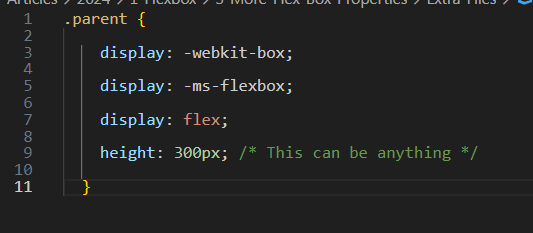 Articles > 2024 > 1 Flexbox > 3 More Flex Box Properties > Extra Files >
1 .parent {
2
3 display: -webkit-box;
4
5 display: -ms-flexbox;
6
7 display: flex;
8
9 height: 300px; /* This can be anything */
10
11 }